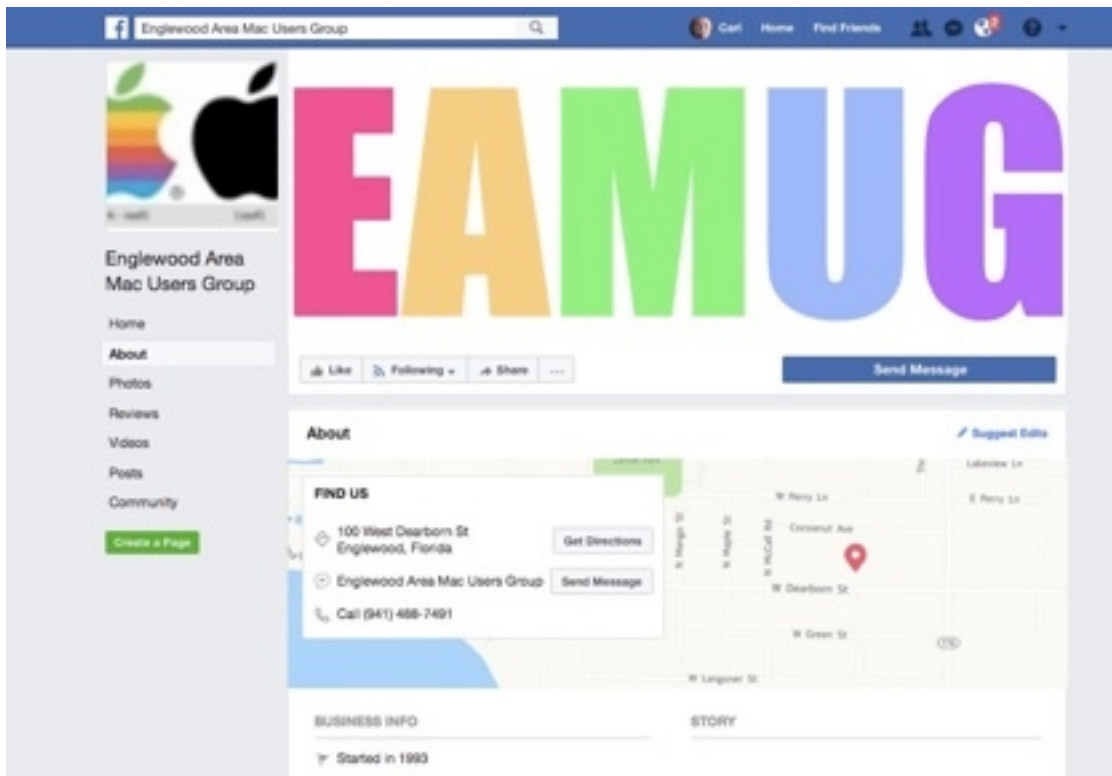 Englewood Area Mac Users Group
Carl Home Find Friends
EAMUG
Englewood Area
Mac Users Group
Home
About
Photos
Reviews
Videos
Posts
Community
Create a Page
Like Following Share ...
Send Message
About
Suggest Edits
FIND US
100 West Dearborn St
Englewood, Florida
Get Directions
Englewood Area Mac Users Group
Send Message
Call (941) 488-7491
Lakeview Ln
W Perry Ln
E Perry Ln
N Mango St
N Maple St
N McCall Rd
Cocoanut Ave
W Dearborn St
W Green St
W Langsner St
BUSINESS INFO
Started in 1993
STORY